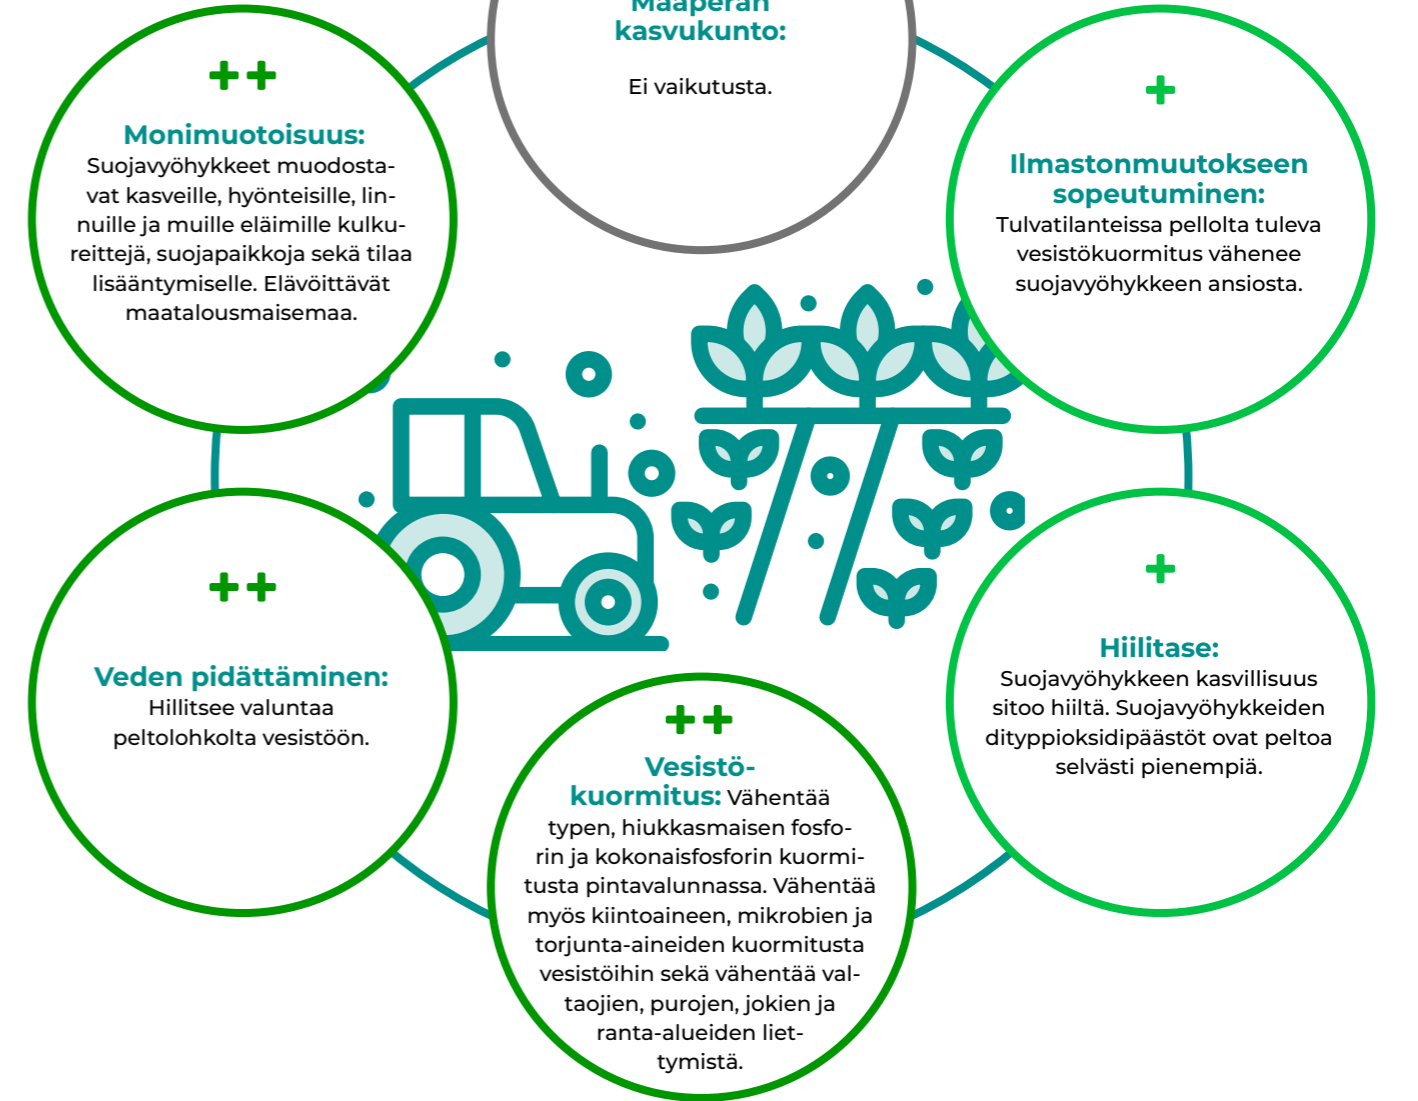 Maaperän
kasvukunto:
Ei vaikutusta.
++
Monimuotoisuus:
Suojavyöhykkeet muodosta-
vat kasveille, hyönteisille, lin-
nuille ja muille eläimille kulku-
reittejä, suojapaikkoja sekä tilaa
lisääntymiselle. Elävöittävät
maatalousmaisemaa.
+
Ilmastonmuutokseen
sopeutuminen:
Tulvatilanteissa pellolta tuleva
vesistökuormitus vähenee
suojavyöhykkeen ansiosta.
++
Veden pidättäminen:
Hillitsee valuntaa
peltolohkolta vesistöön.
+
Hiilitase:
Suojavyöhykkeen kasvillisuus
sitoo hiiltä. Suojavyöhykkeiden
dityppioksidipäästöt ovat peltoa
selvästi pienempiä.
++
Vesistö-
kuormitus: Vähentää
typen, hiukkasmaisen fosfo-
rin ja kokonaisfosforin kuormi-
tusta pintavalunnassa. Vähentää
myös kiintoaineen, mikrobien ja
torjunta-aineiden kuormitusta
vesistöihin sekä vähentää val-
taojien, purojen, jokien ja
ranta-alueiden liet-
tymistä.